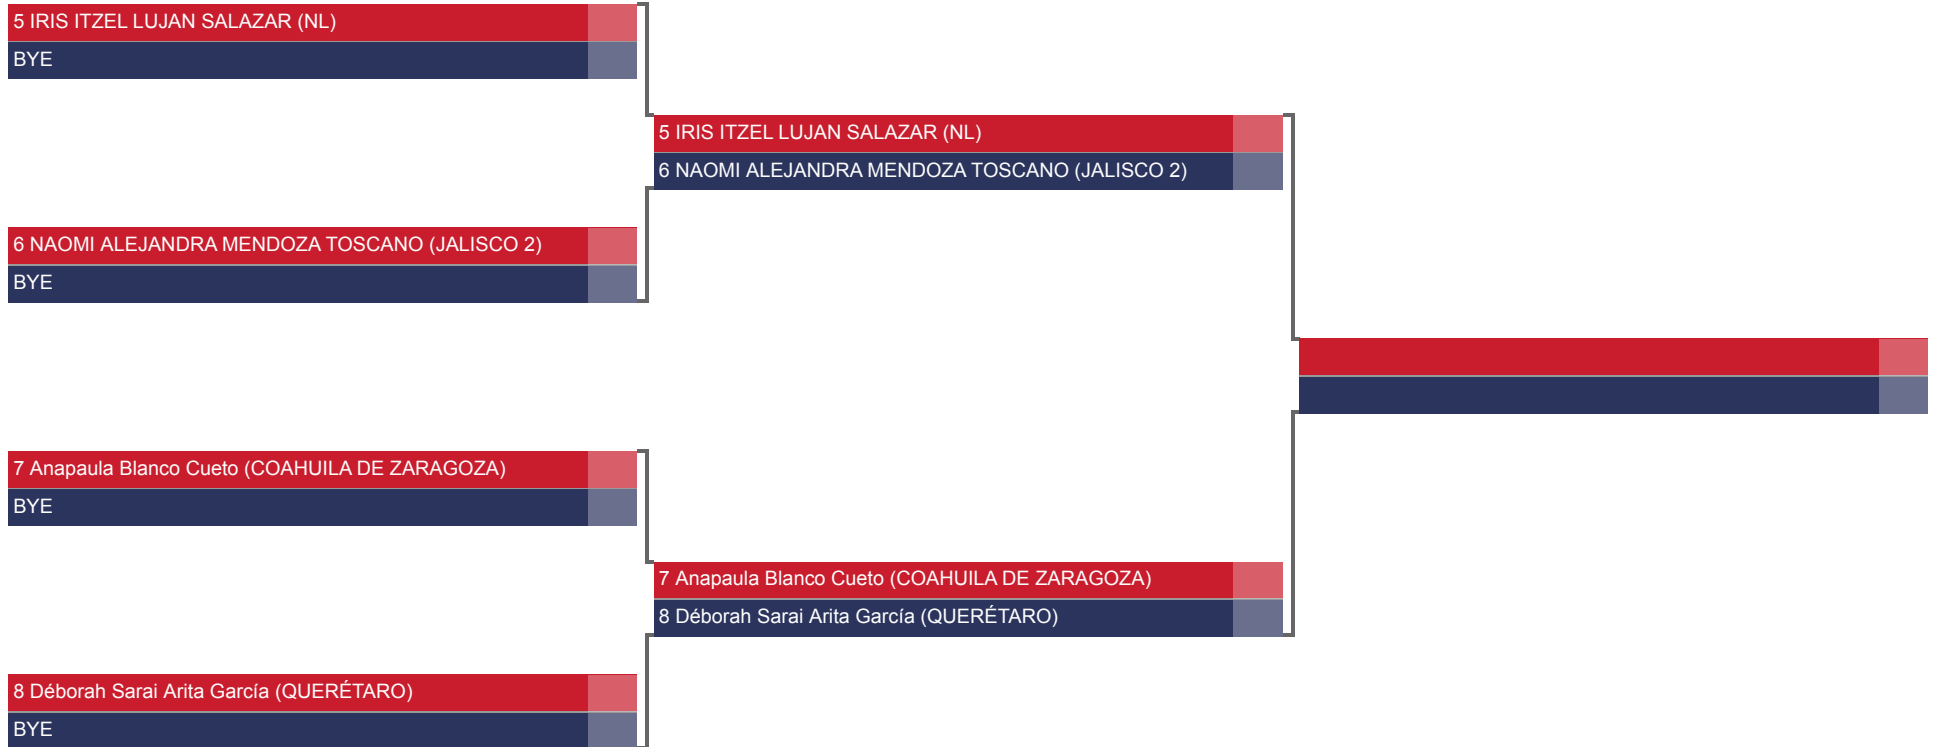 5 IRIS ITZEL LUJAN SALAZAR (NL)
BYE
5 IRIS ITZEL LUJAN SALAZAR (NL)
6 NAOMI ALEJANDRA MENDOZA TOSCANO (JALISCO 2)
6 NAOMI ALEJANDRA MENDOZA TOSCANO (JALISCO 2)
BYE
7 Anapaula Blanco Cueto (COAHUILA DE ZARAGOZA)
BYE
7 Anapaula Blanco Cueto (COAHUILA DE ZARAGOZA)
8 Déborah Sarai Arita García (QUERÉTARO)
8 Déborah Sarai Arita García (QUERÉTARO)
BYE